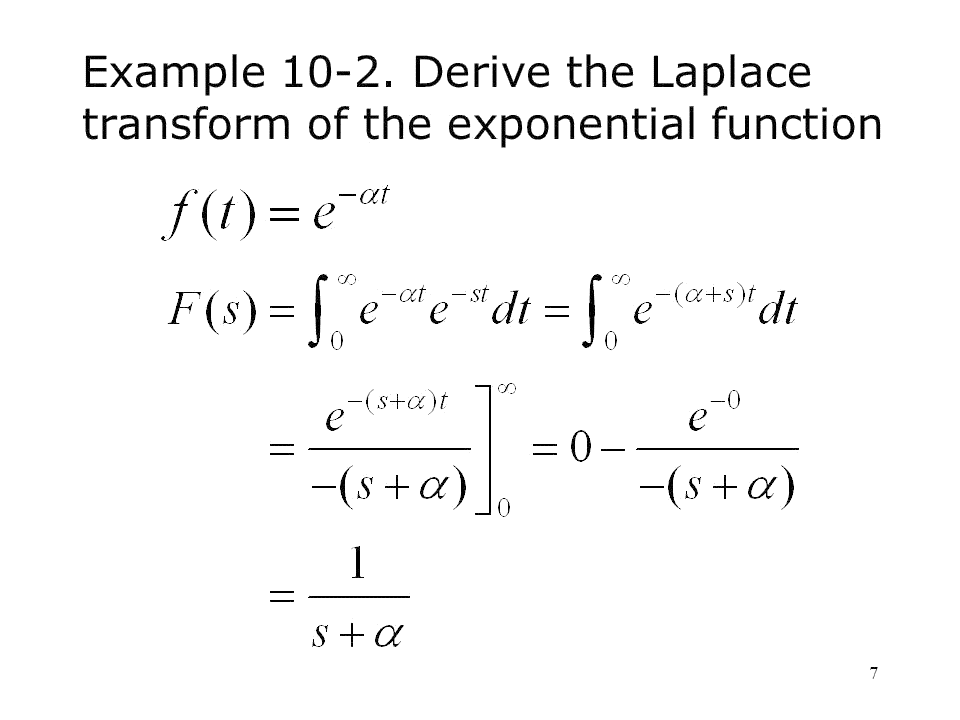 Example 10-2. Derive the Laplace
transform of the exponential function
f(t) = e^{-αt}
F(s) = ∫_0^∞ e^{-αt} e^{-st} dt = ∫_0^∞ e^{-(α+s)t} dt
= e^{-(s+α)t} / -(s+α) ]_0^∞ = 0 - e^{-0} / -(s+α)
= 1 / s+α
7